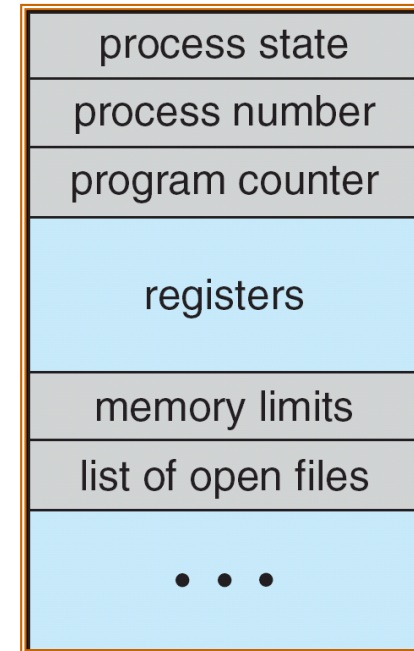 process state
process number
program counter
registers
memory limits
list of open files
• • •